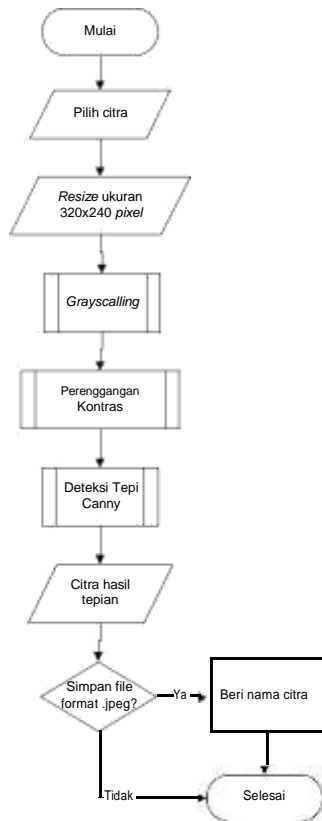 Mulai
Pilih citra
Resize ukuran
320x240 pixel
Grayscalling
Perenggangan
Kontras
Deteksi Tepi
Canny
Citra hasil
tepian
Simpan file
format .jpeg?
Ya
Beri nama citra
Tidak
Selesai